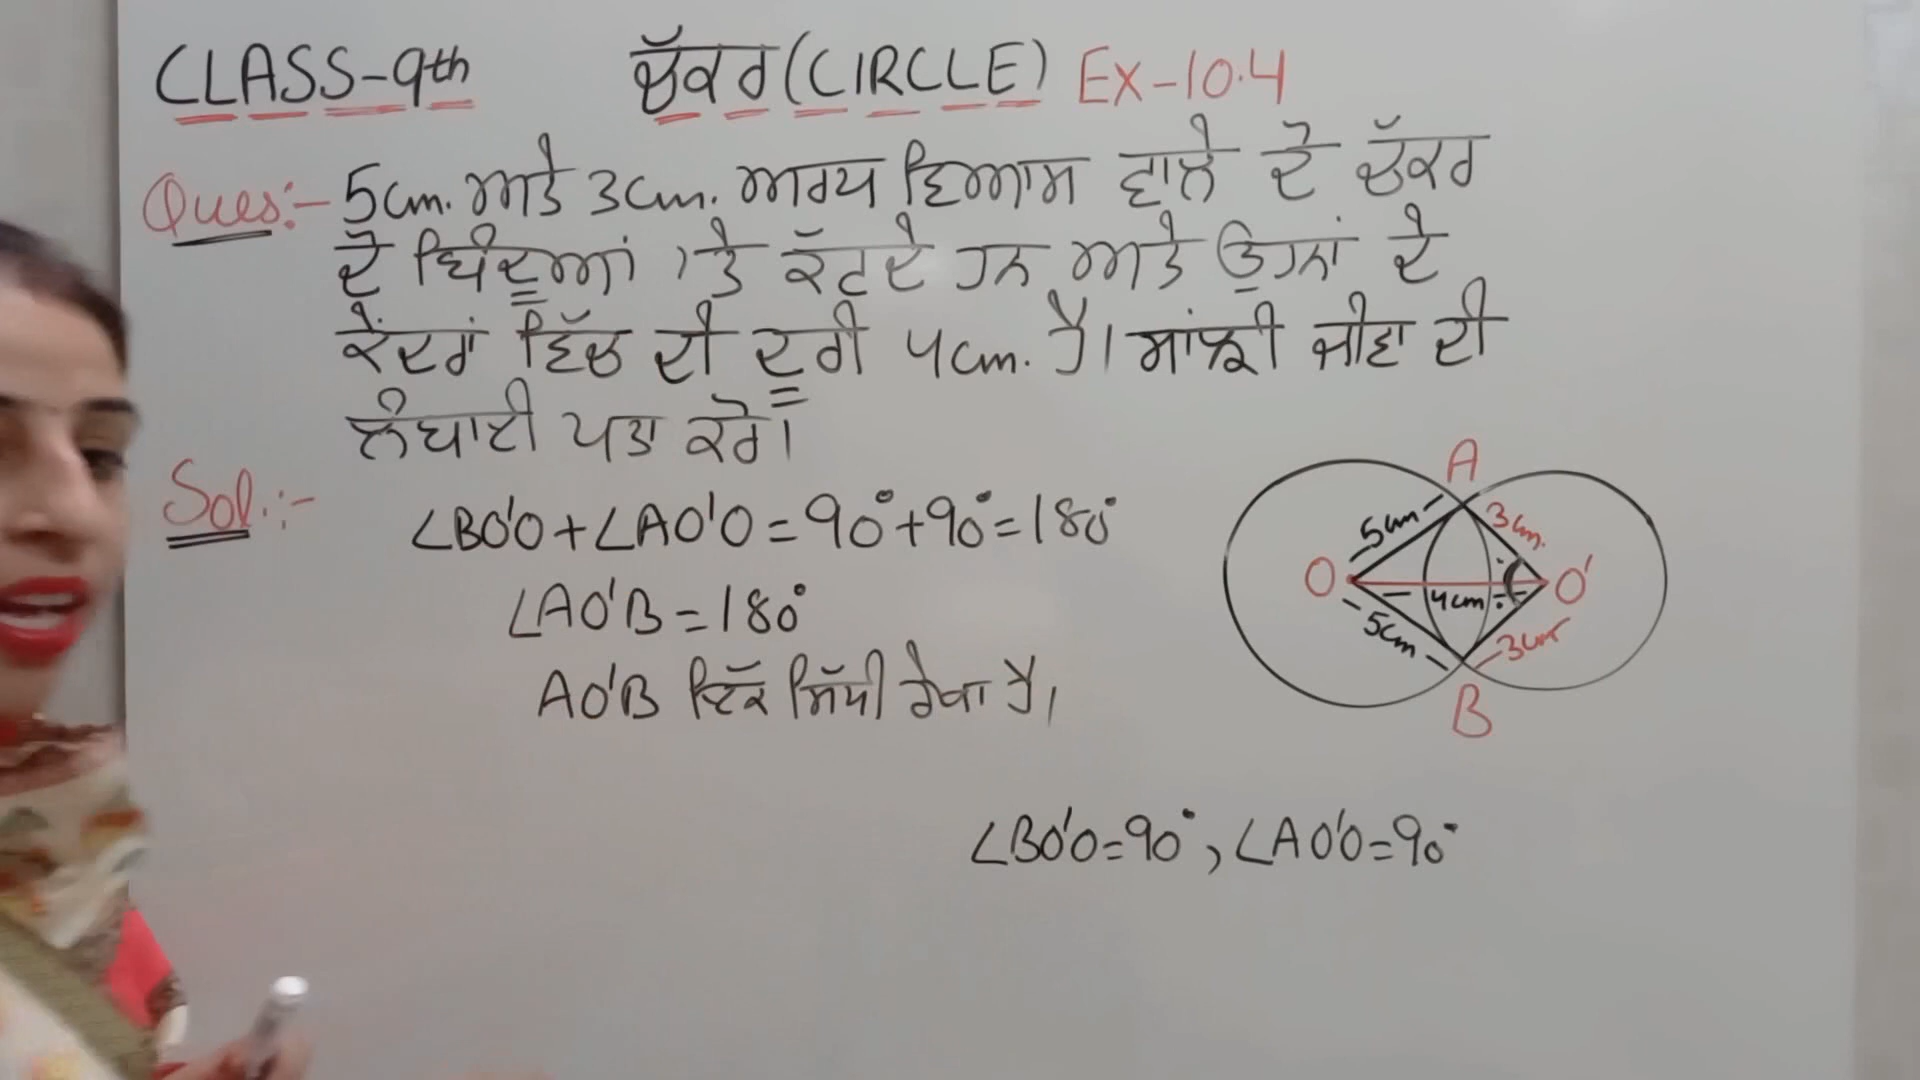 CLASS-9th ਚੱਕਰ (CIRCLE) EX-10.4
Ques:- 5cm. ਅਤੇ 3cm. ਅਰਧ ਵਿਆਸ ਵਾਲੇ ਦੋ ਚੱਕਰ
ਦੋ ਬਿੰਦੂਆਂ 'ਤੇ ਕੱਟਦੇ ਹਨ ਅਤੇ ਉਹਨਾਂ ਦੇ
ਕੇਂਦਰਾਂ ਵਿੱਚ ਦੀ ਦੂਰੀ 4cm. ਹੈ। ਸਾਂਝੀ ਜੀਵਾ ਦੀ
ਲੰਬਾਈ ਪਤਾ ਕਰੋ।
Sol.:-
∠BO'O+∠AO'O=90°+90°=180°
∠AO'B=180°
AO'B ਇੱਕ ਸਿੱਧੀ ਰੇਖਾ ਹੈ।
A
5cm
3cm.
O
O'
4cm
5cm
3cm
B
∠BO'O=90°, ∠AO'O=90°